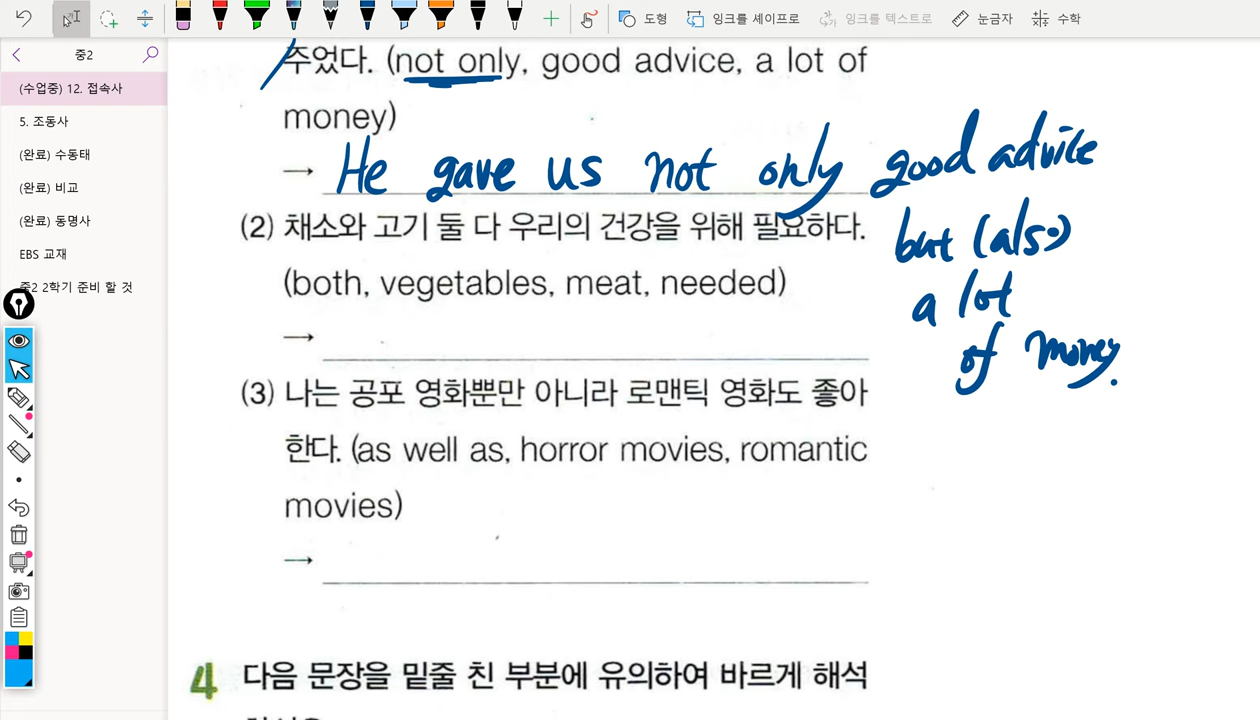 도형
잉크를 셰이프로
잉크를 텍스트로
눈금자
수학
중2
(수업중) 12. 접속사
5. 조동사
(완료) 수동태
(완료) 비교
(완료) 동명사
EBS 교재
중2 2학기 준비 할 것
주었다. (not only, good advice, a lot of
money)
→ He gave us not only good advice
but (also)
a lot
of money.
(2) 채소와 고기 둘 다 우리의 건강을 위해 필요하다.
(both, vegetables, meat, needed)
→
(3) 나는 공포 영화뿐만 아니라 로맨틱 영화도 좋아
한다. (as well as, horror movies, romantic
movies)
→
4 다음 문장을 밑줄 친 부분에 유의하여 바르게 해석